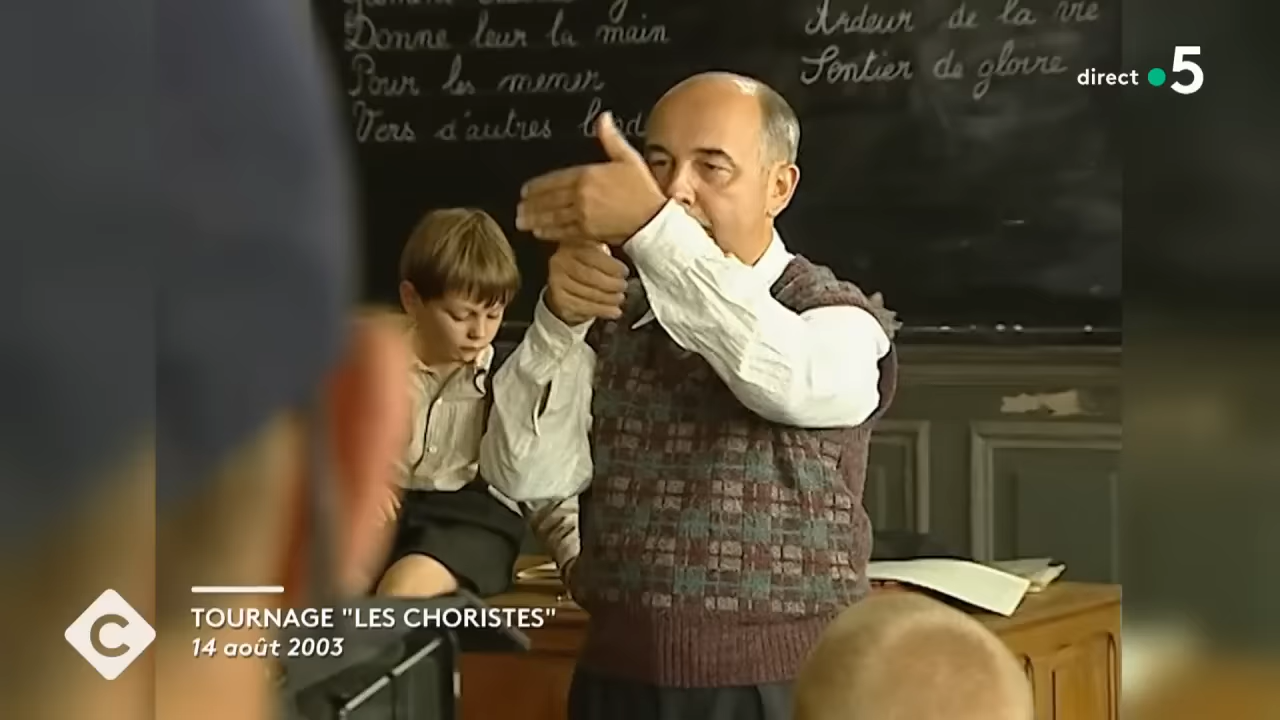 Donne leur la main
Pour les mener
Vers d'autres
Ardeur de la vie
Sentier de gloire
direct 5
C
TOURNAGE "LES CHORISTES"
14 août 2003